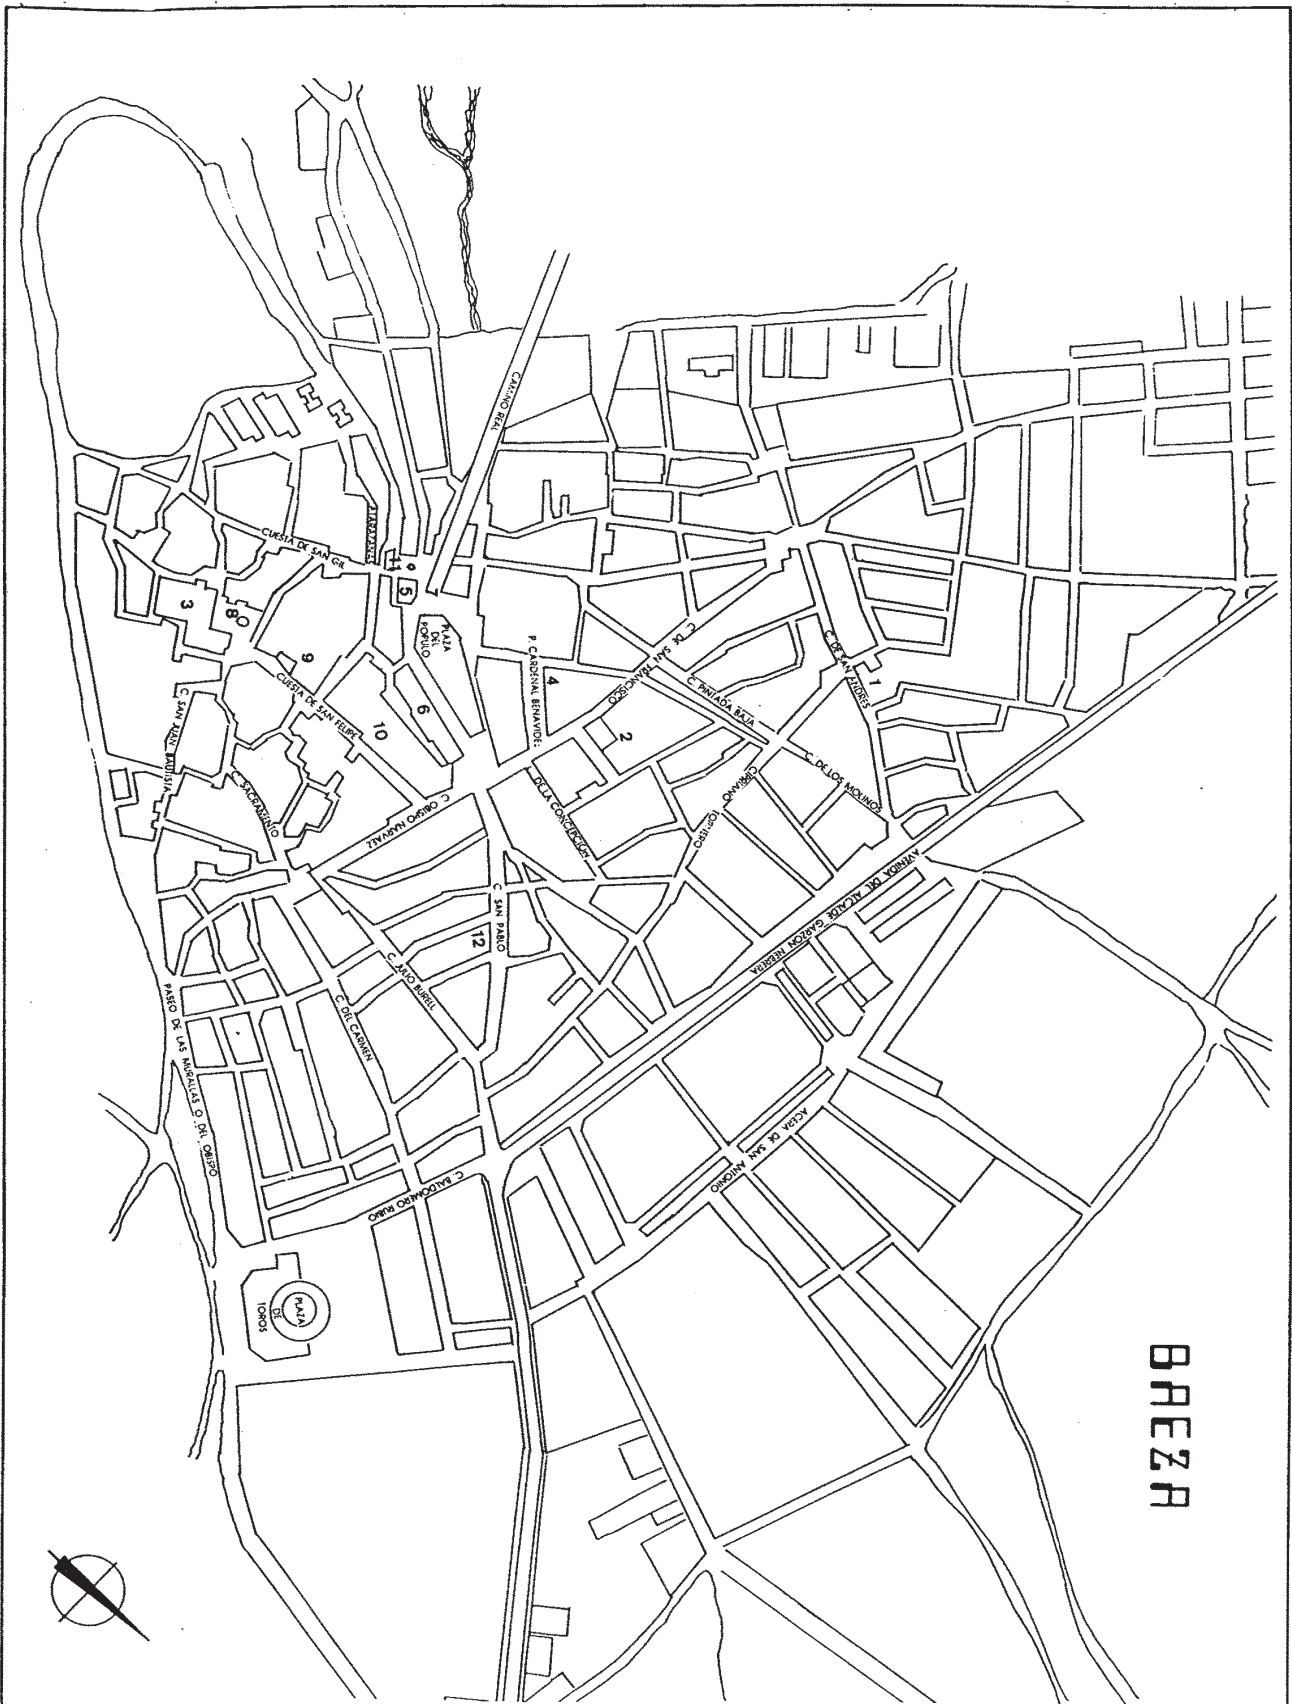 BAEZA
CAMINO REAL
C. DE SAN ANDRES
1
C. DE SAN FRANCISCO
C. PINTADA BAJA
C. DE LOS MOLINOS
2
CIPRIANO TORNERO
P. CARDENAL BENAVIDES
4
DE LA CONCEPCIÓN
AVENIDA DEL ALCALDE GARZON NEBRERA
ACERA DE SAN ANTONIO
PLAZA
DEL
POPULO
11
5
6
10
CUESTA DE SAN GIL
3
8
9
CUESTA DE SAN FELIPE
C. SAN JUAN BAUTISTA
C. SACRAMENTO
C. OBISPO NARVAEZ
C. SAN PABLO
12
C. JULIO BURELL
C. DEL CARMEN
PASEO DE LAS MURALLAS O DEL OBISPO
C. BALDOMERO RUBIO
PLAZA
DE
TOROS